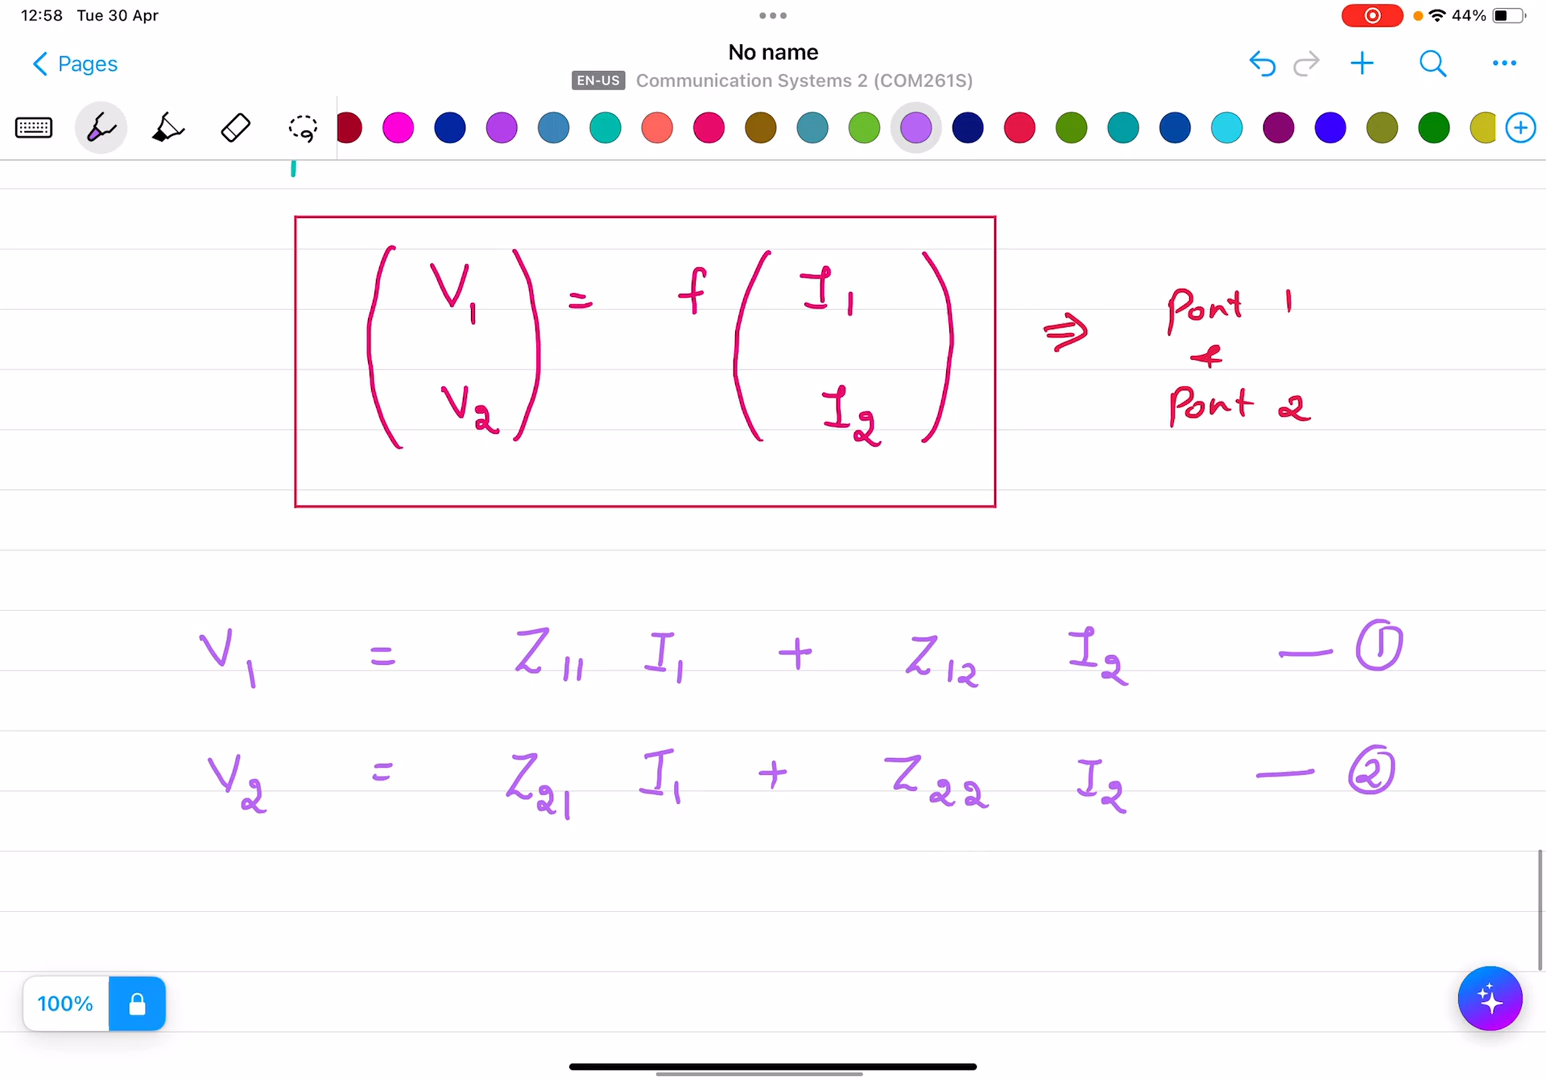 12:58 Tue 30 Apr 44%
Pages
No name
EN-US Communication Systems 2 (COM261S)
(V₁ V₂) = f (I₁ I₂) ⇒ Port 1 & Port 2
V₁ = Z₁₁ I₁ + Z₁₂ I₂ — ①
V₂ = Z₂₁ I₁ + Z₂₂ I₂ — ②
100%